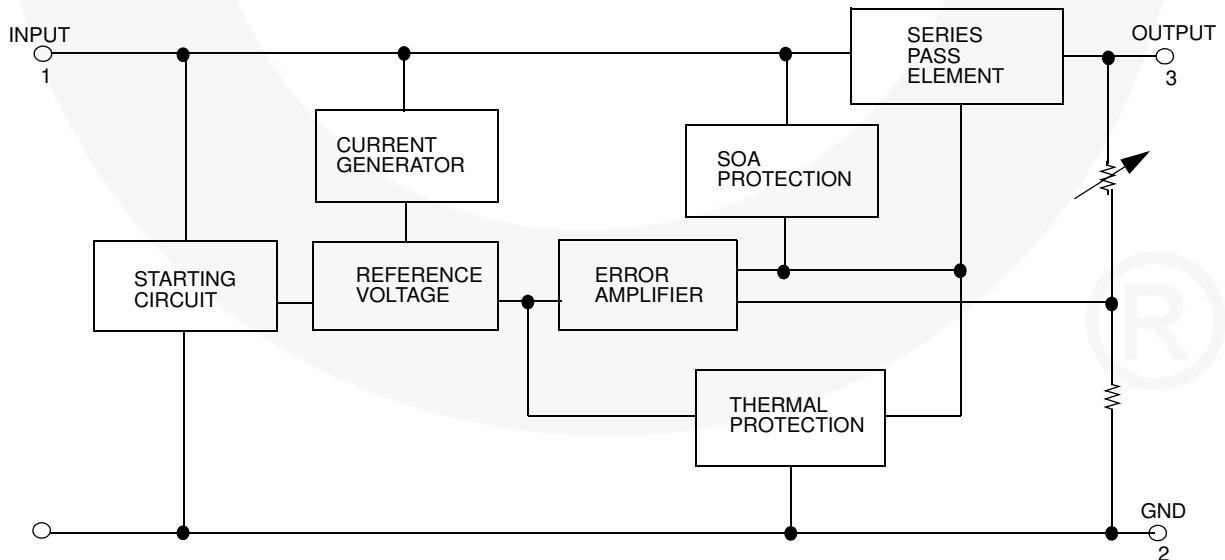 INPUT
1
SERIES
PASS
ELEMENT
OUTPUT
3
CURRENT
GENERATOR
SOA
PROTECTION
STARTING
CIRCUIT
REFERENCE
VOLTAGE
ERROR
AMPLIFIER
®
THERMAL
PROTECTION
GND
2